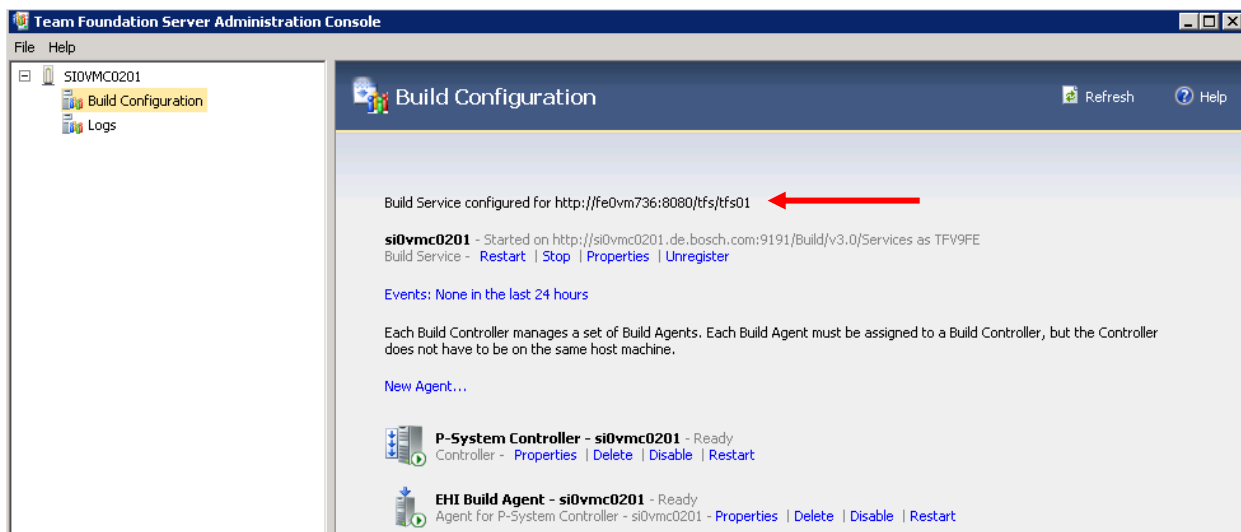 Team Foundation Server Administration Console
File Help
SI0VMC0201
Build Configuration
Logs
Build Configuration
Refresh
Help
Build Service configured for http://fe0vm736:8080/tfs/tfs01
si0vmc0201 - Started on http://si0vmc0201.de.bosch.com:9191/Build/v3.0/Services as TFV9FE
Build Service - Restart | Stop | Properties | Unregister
Events: None in the last 24 hours
Each Build Controller manages a set of Build Agents. Each Build Agent must be assigned to a Build Controller, but the Controller
does not have to be on the same host machine.
New Agent...
P-System Controller - si0vmc0201 - Ready
Controller - Properties | Delete | Disable | Restart
EHI Build Agent - si0vmc0201 - Ready
Agent for P-System Controller - si0vmc0201 - Properties | Delete | Disable | Restart